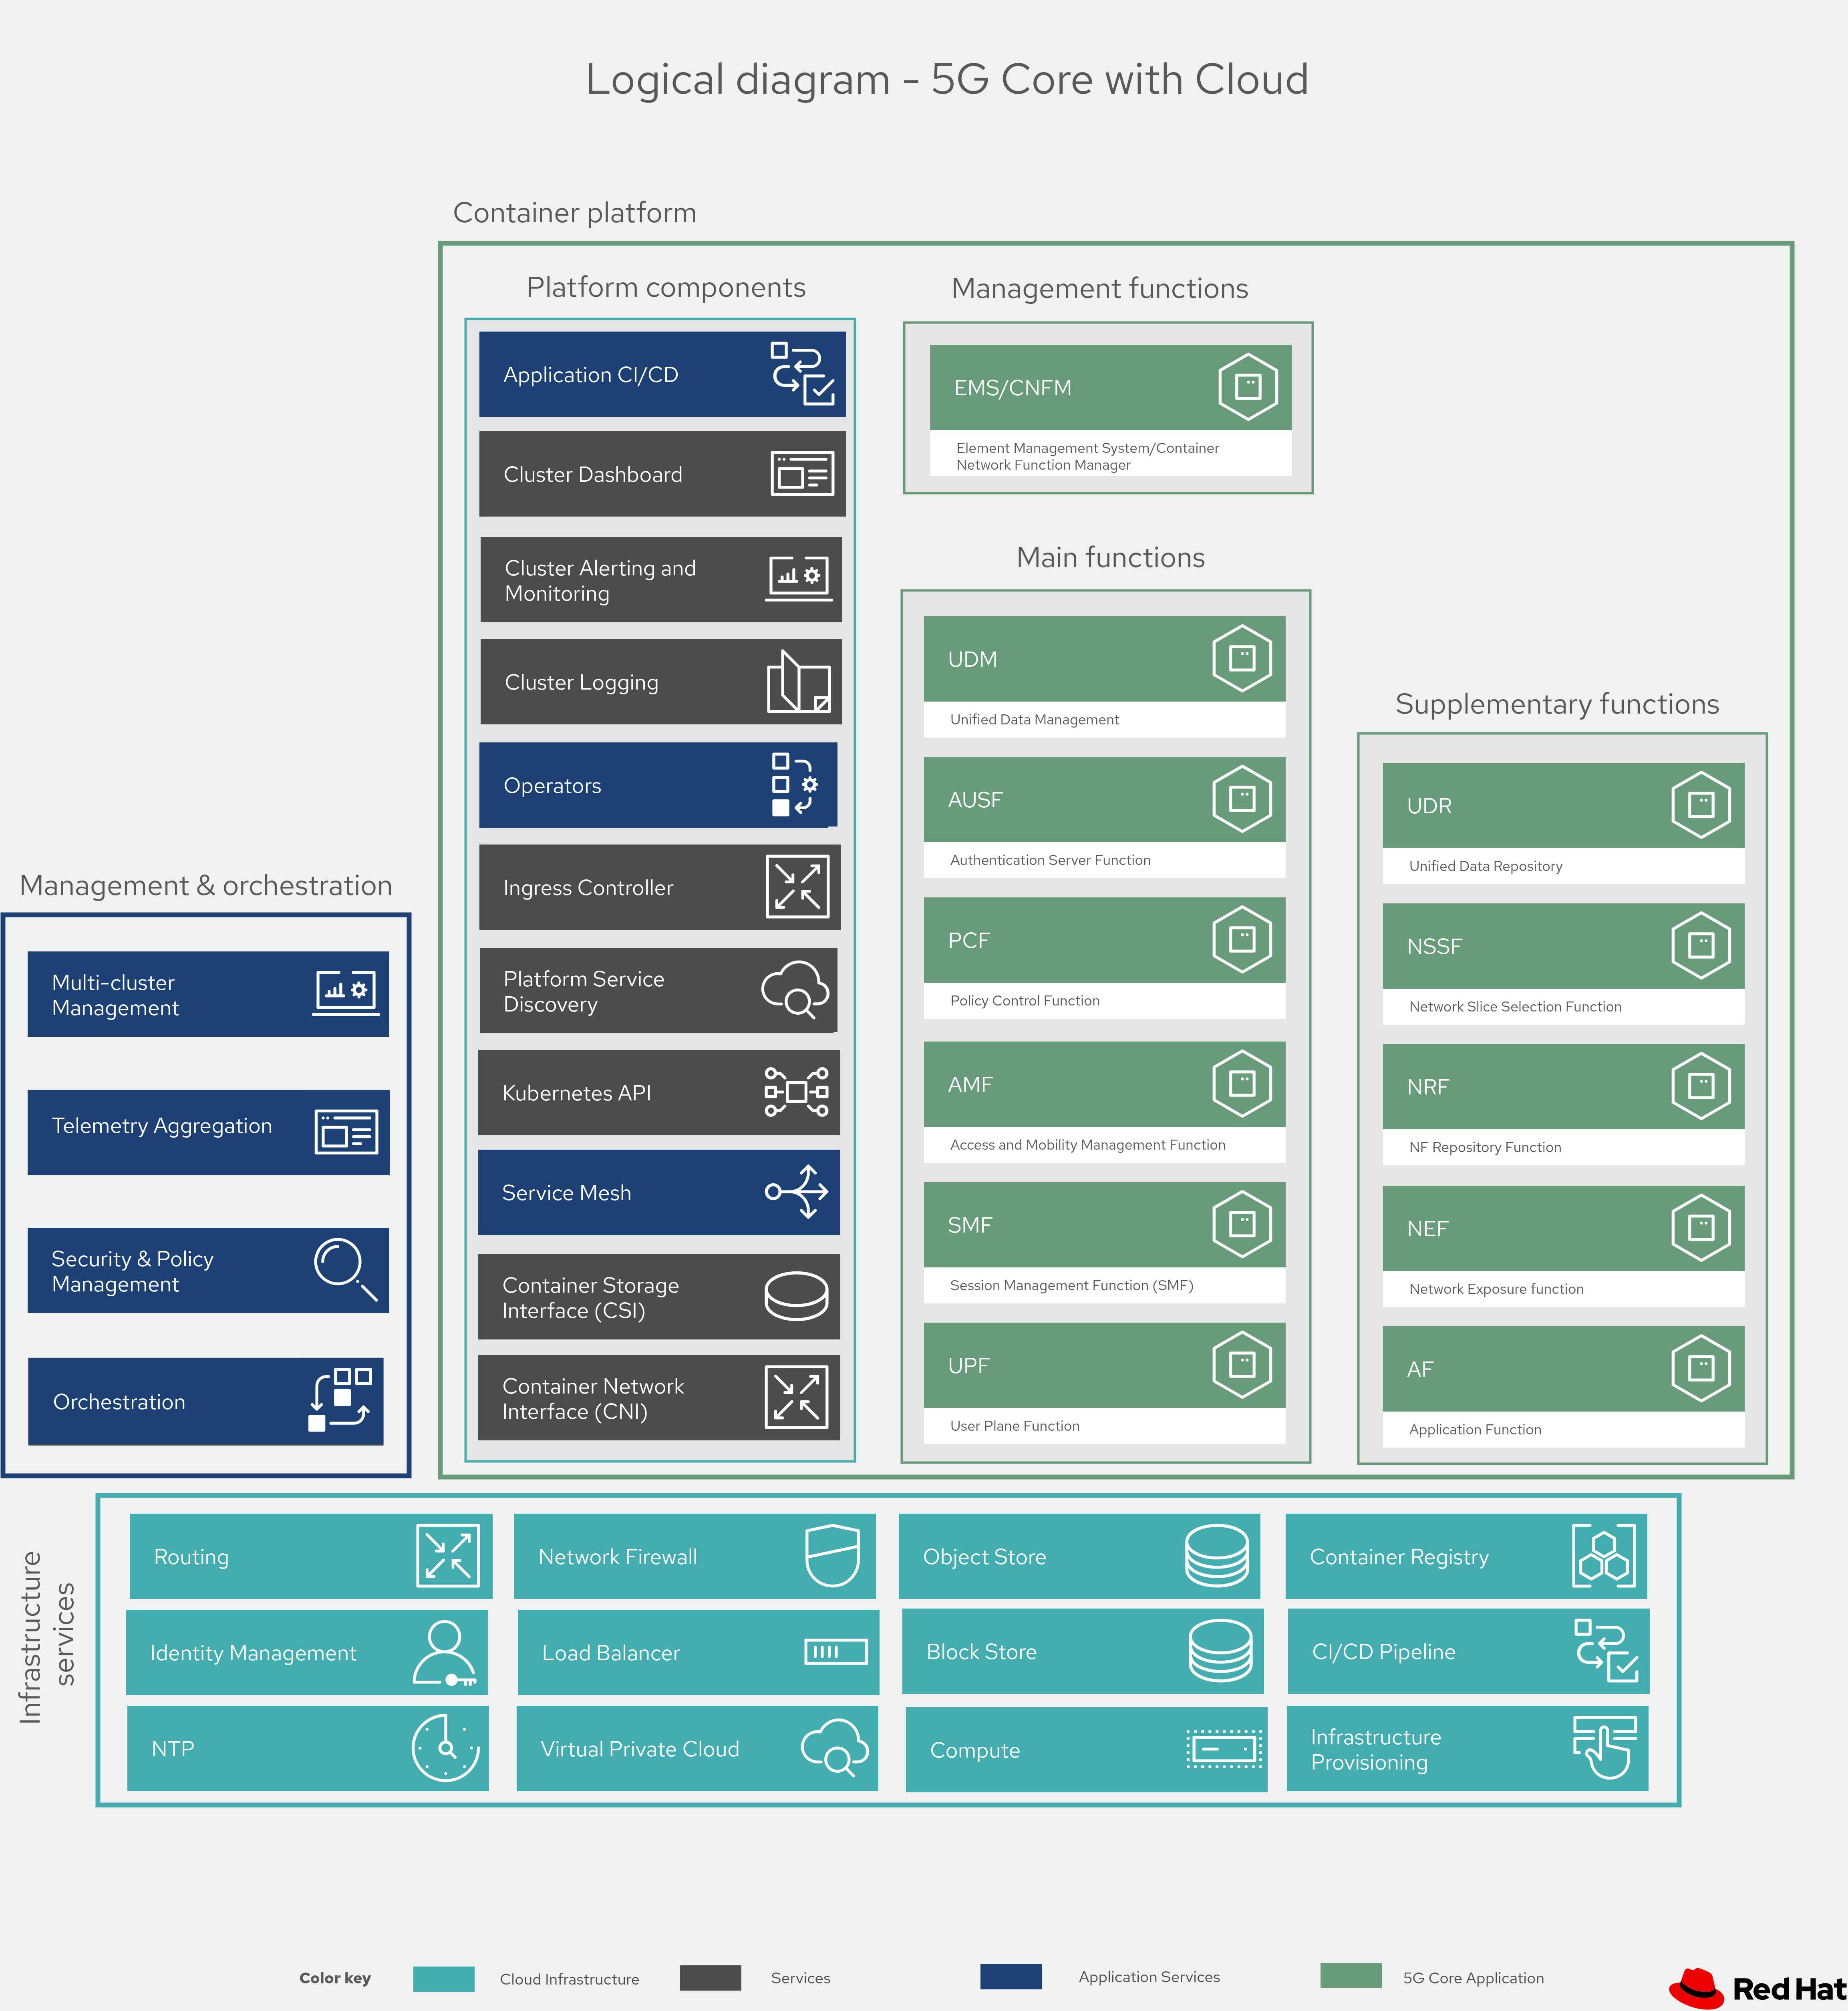 Logical diagram - 5G Core with Cloud
Container platform
Platform components
Application CI/CD
Cluster Dashboard
Cluster Alerting and
Monitoring
Cluster Logging
Operators
Ingress Controller
Platform Service
Discovery
Kubernetes API
Service Mesh
Container Storage
Interface (CSI)
Container Network
Interface (CNI)
Management functions
EMS/CNFM
Element Management System/Container
Network Function Manager
Main functions
UDM
Unified Data Management
AUSF
Authentication Server Function
PCF
Policy Control Function
AMF
Access and Mobility Management Function
SMF
Session Management Function (SMF)
UPF
User Plane Function
Supplementary functions
UDR
Unified Data Repository
NSSF
Network Slice Selection Function
NRF
NF Repository Function
NEF
Network Exposure function
AF
Application Function
Management & orchestration
Multi-cluster
Management
Telemetry Aggregation
Security & Policy
Management
Orchestration
Infrastructure
services
Routing
Network Firewall
Object Store
Container Registry
Identity Management
Load Balancer
Block Store
CI/CD Pipeline
NTP
Virtual Private Cloud
Compute
Infrastructure
Provisioning
Color key
Cloud Infrastructure
Services
Application Services
5G Core Application
Red Hat